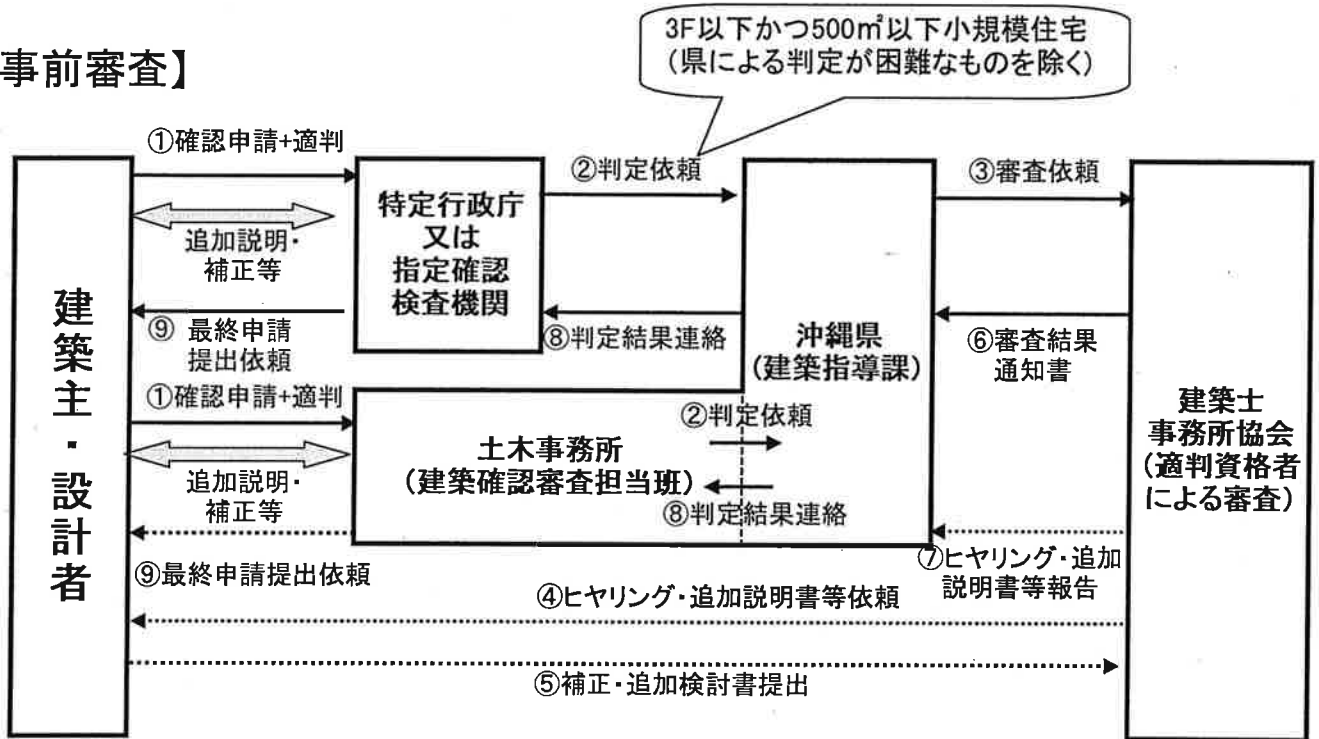 3F以下かつ500㎡以下小規模住宅
(県による判定が困難なものを除く)
事前審査】
①確認申請+適判
②判定依頼
③審査依頼
特定行政庁
又は
指定確認
検査機関
追加説明・
補正等
⑨ 最終申請
提出依頼
⑧判定結果連絡
沖縄県
(建築指導課)
⑥審査結果
通知書
建築主・設計者
①確認申請+適判
②判定依頼
土木事務所
(建築確認審査担当班)
追加説明・
補正等
⑧判定結果連絡
建築士
事務所協会
(適判資格者
による審査)
⑨最終申請提出依頼
⑦ヒヤリング・追加
説明書等報告
④ヒヤリング・追加説明書等依頼
⑤補正・追加検討書提出